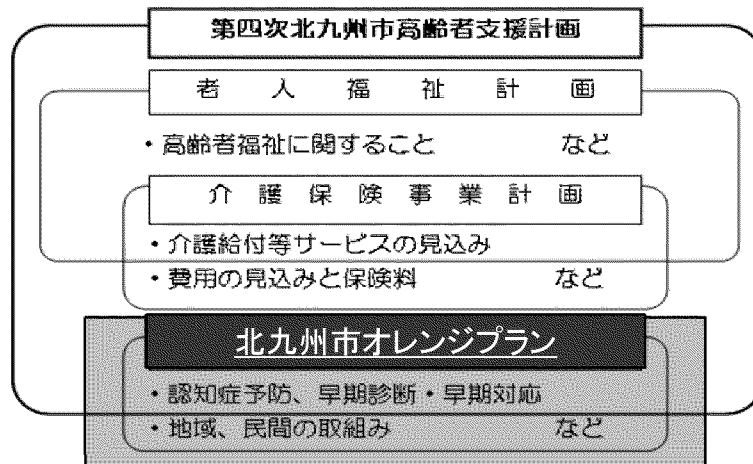 第四次北九州市高齢者支援計画
老人福祉計画
・高齢者福祉に関すること など
介護保険事業計画
・介護給付等サービスの見込み
・費用の見込みと保険料 など
北九州市オレンジプラン
・認知症予防、早期診断・早期対応
・地域、民間の取組み など